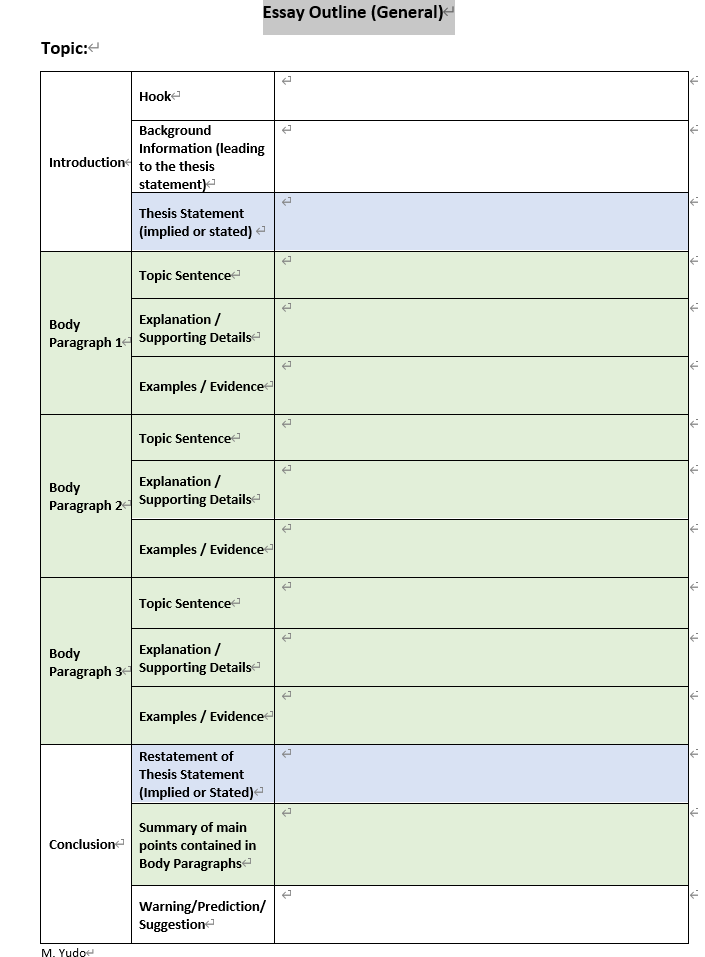 Essay Outline (General)
Topic:
Introduction
Hook
Background
Information (leading
to the thesis
statement)
Thesis Statement
(implied or stated)
Body
Paragraph 1
Topic Sentence
Explanation /
Supporting Details
Examples / Evidence
Body
Paragraph 2
Topic Sentence
Explanation /
Supporting Details
Examples / Evidence
Body
Paragraph 3
Topic Sentence
Explanation /
Supporting Details
Examples / Evidence
Conclusion
Restatement of
Thesis Statement
(Implied or Stated)
Summary of main
points contained in
Body Paragraphs
Warning/Prediction/
Suggestion
M. Yudo